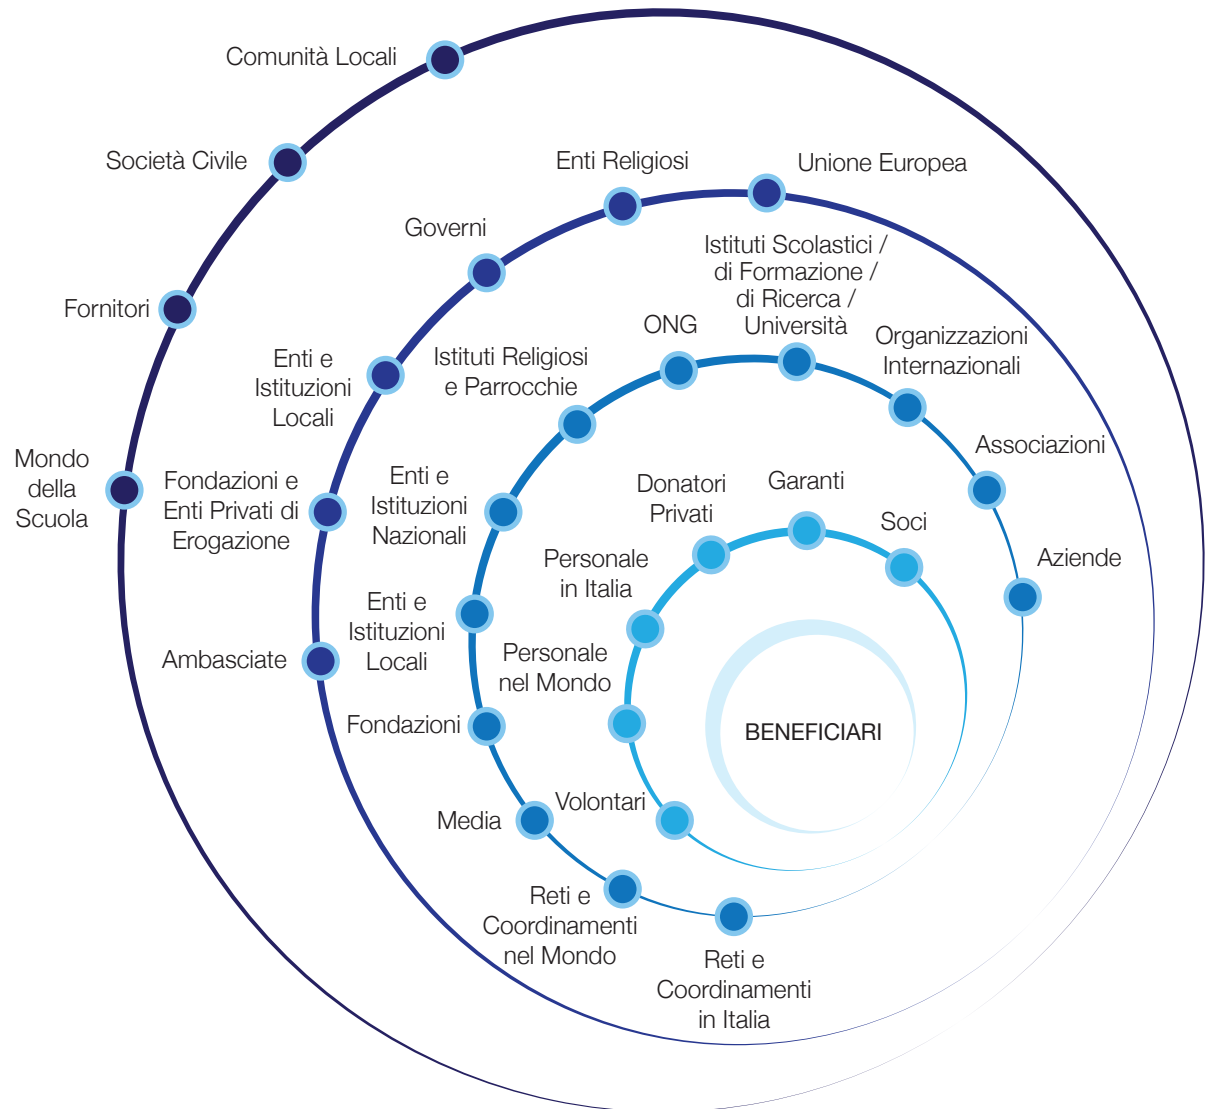 Comunità Locali
Società Civile
Fornitori
Mondo
della
Scuola
Unione Europea
Enti Religiosi
Governi
Enti e
Istituzioni
Locali
Fondazioni e
Enti Privati di
Erogazione
Ambasciate
Istituti Scolastici /
di Formazione /
di Ricerca /
Università
ONG
Organizzazioni
Internazionali
Associazioni
Aziende
Istituti Religiosi
e Parrocchie
Enti e
Istituzioni
Nazionali
Enti e
Istituzioni
Locali
Fondazioni
Media
Reti e
Coordinamenti
nel Mondo
Reti e
Coordinamenti
in Italia
Garanti
Soci
Donatori
Privati
Personale
in Italia
Personale
nel Mondo
Volontari
BENEFICIARI